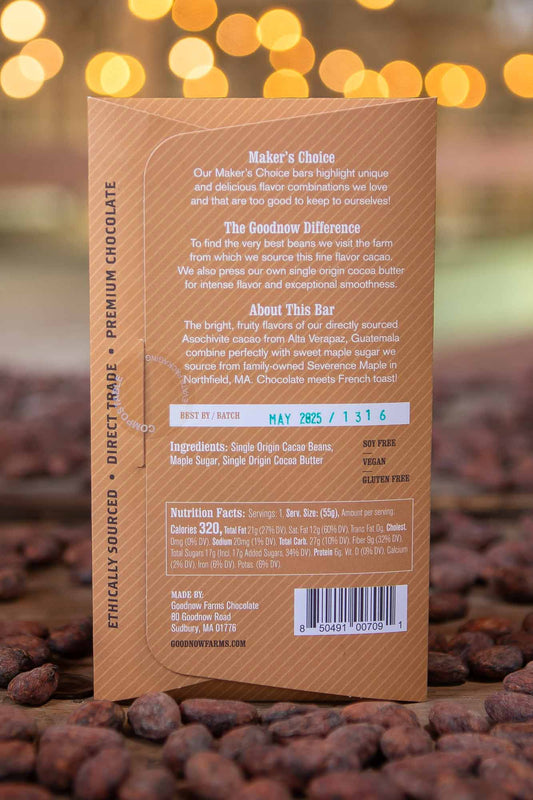 ETHICALLY SOURCED • DIRECT TRADE • PREMIUM CHOCOLATE
Maker's Choice
Our Maker's Choice bars highlight unique
and delicious flavor combinations we love
and that are too good to keep to ourselves!
The Goodnow Difference
To find the very best beans we visit the farm
from which we source this fine flavor cacao.
We also press our own single origin cocoa butter
for intense flavor and exceptional smoothness.
About This Bar
The bright, fruity flavors of our directly sourced
Asochivite cacao from Alta Verapaz, Guatemala
combine perfectly with sweet maple sugar we
source from family-owned Severence Maple in
Northfield, MA. Chocolate meets French toast!
BEST BY / BATCH
MAY 2025 / 1316
Ingredients: Single Origin Cacao Beans,
Maple Sugar, Single Origin Cocoa Butter
SOY FREE
VEGAN
GLUTEN FREE
Nutrition Facts: Servings: 1, Serv. Size: (55g), Amount per serving:
Calories 320, Total Fat 21g (27% DV), Sat. Fat 12g (60% DV), Trans Fat 0g, Cholest.
0mg (0% DV), Sodium 20mg (1% DV), Total Carb. 27g (10% DV), Fiber 9g (32% DV),
Total Sugars 17g (Incl. 17g Added Sugars, 34% DV), Protein 6g, Vit. D (0% DV), Calcium
(2% DV), Iron (6% DV), Potas. (6% DV).
MADE BY:
Goodnow Farms Chocolate
80 Goodnow Road
Sudbury, MA 01776
GOODNOWFARMS.COM
8 50491 00709 1